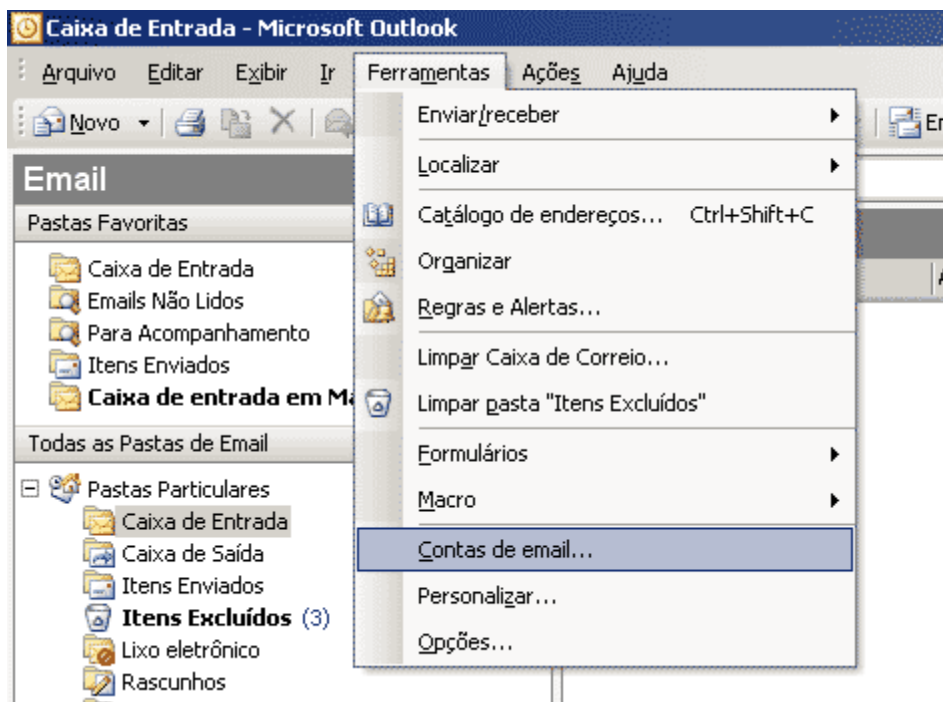 Caixa de Entrada - Microsoft Outlook
Arquivo Editar Exibir Ir Ferramentas Ações Ajuda
Novo
Enviar/receber
Localizar
Catálogo de endereços... Ctrl+Shift+C
Organizar
Regras e Alertas...
Limpar Caixa de Correio...
Limpar pasta "Itens Excluídos"
Formulários
Macro
Contas de email...
Personalizar...
Opções...
Email
Pastas Favoritas
Caixa de Entrada
Emails Não Lidos
Para Acompanhamento
Itens Enviados
Caixa de entrada em
Todas as Pastas de Email
Pastas Particulares
Caixa de Entrada
Caixa de Saída
Itens Enviados
Itens Excluídos (3)
Lixo eletrônico
Rascunhos